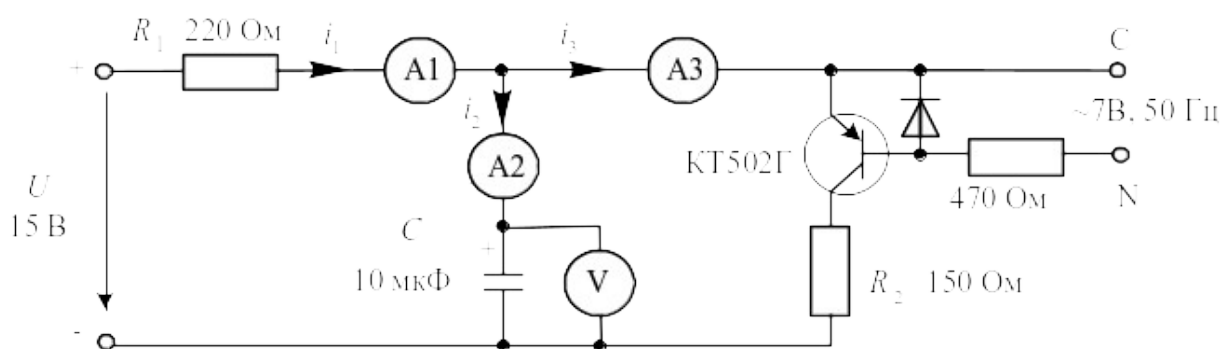 R₁ 220 Ом
i₁
A1
i₃
A3
C
+
i₂
A2
КТ502Г
~7В, 50 Гц
470 Ом
N
U
15 В
C
10 мкФ
+
V
R₂ 150 Ом
-